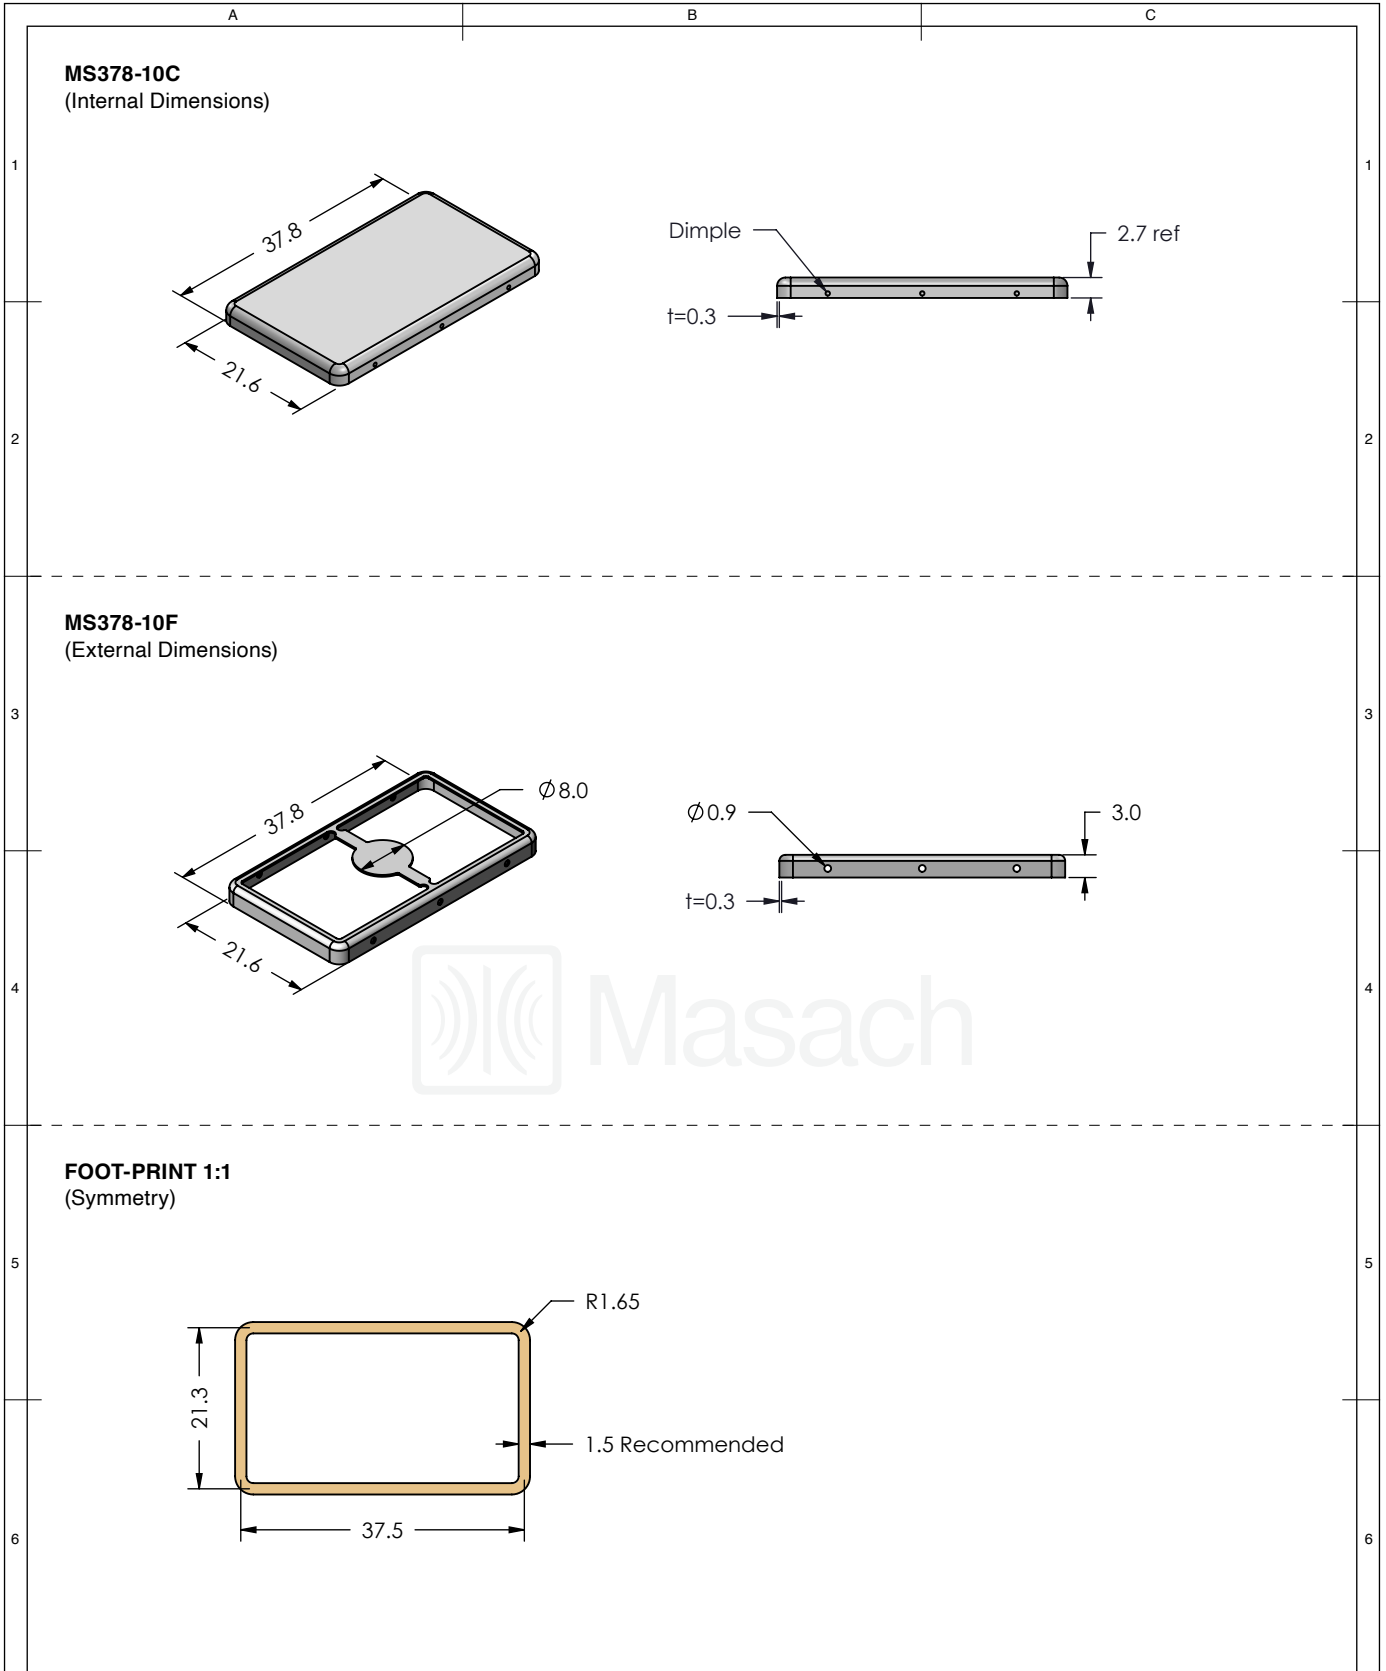 A B C
MS378-10C
(Internal Dimensions)
1 1
37.8
Dimple
2.7 ref
t=0.3
21.6
2 2
MS378-10F
(External Dimensions)
3 3
37.8
Ø8.0
Ø0.9
3.0
t=0.3
21.6
4 4
Masach
FOOT-PRINT 1:1
(Symmetry)
5 5
R1.65
21.3
1.5 Recommended
37.5
6 6